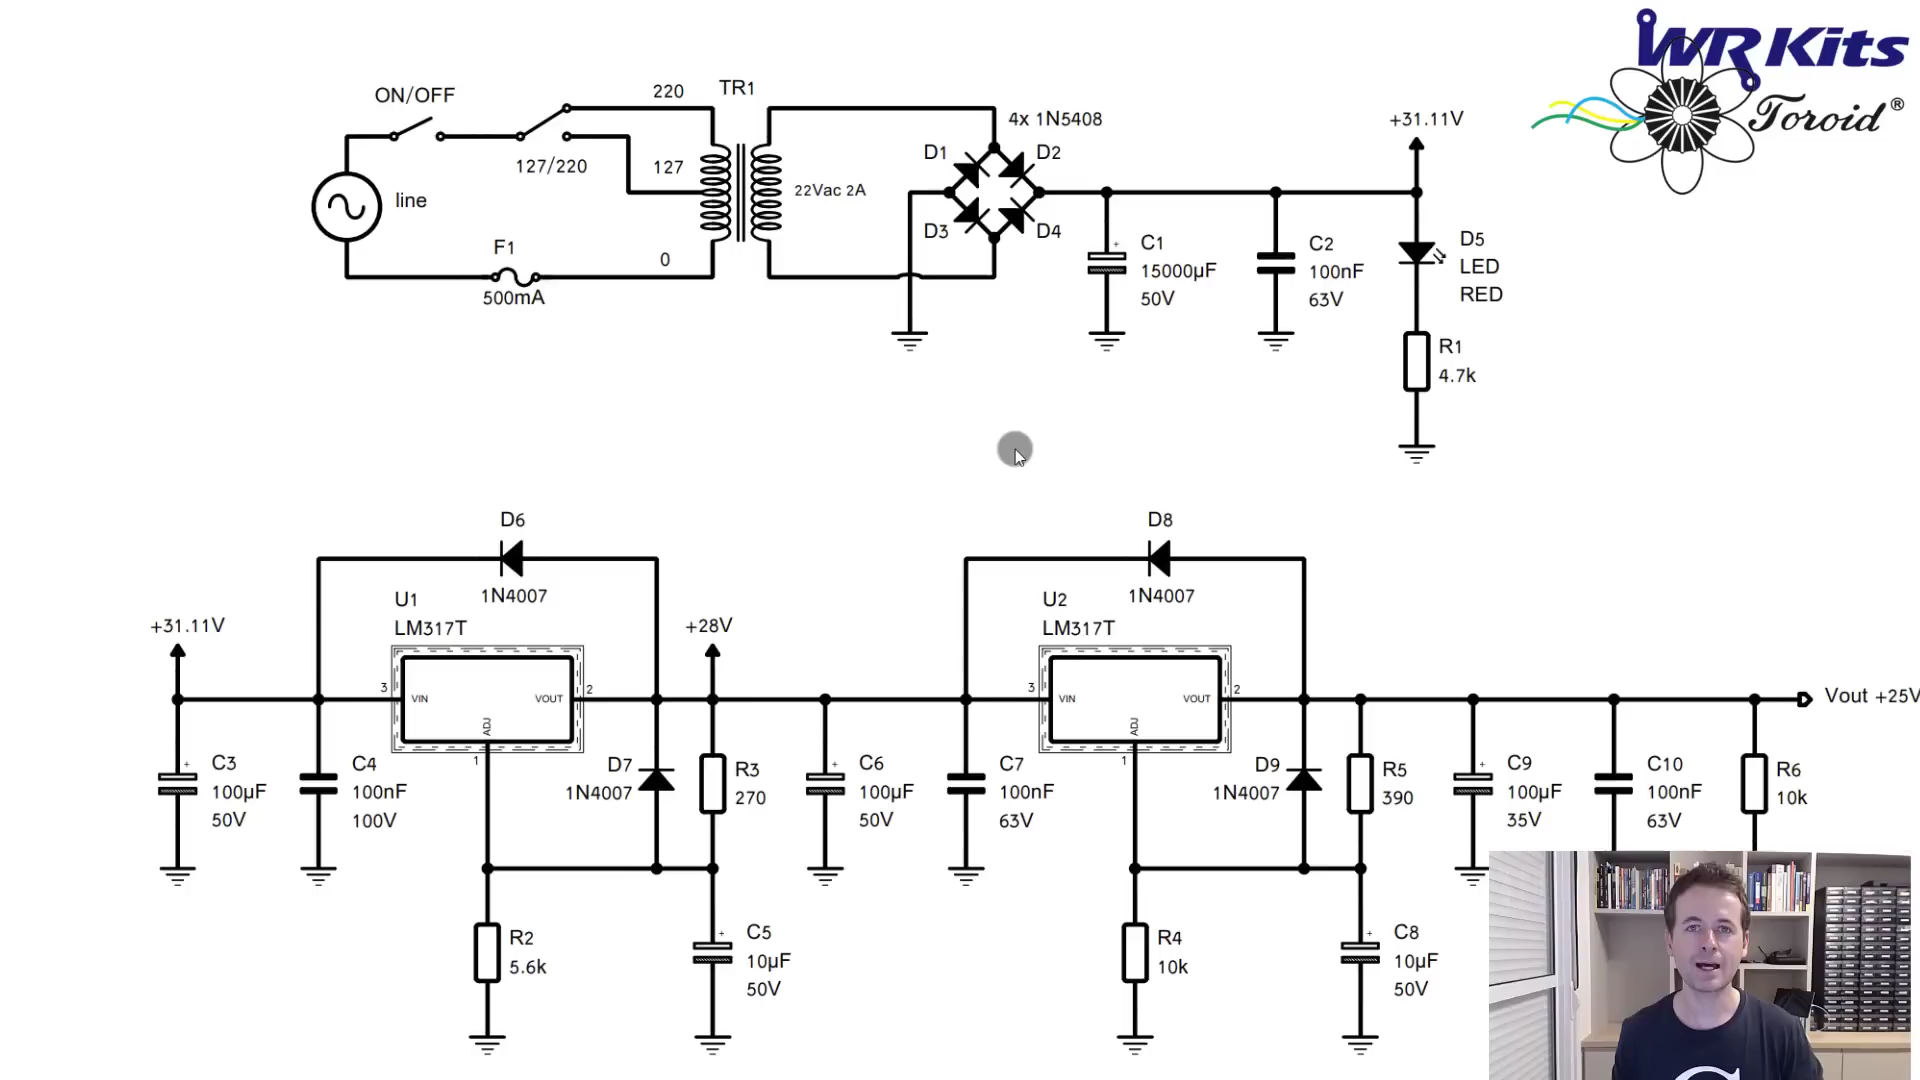 WR Kits
Toroid®
ON/OFF
220
TR1
4x 1N5408
+31.11V
127/220
127
D1
D2
line
22Vac 2A
D3
D4
F1
500mA
0
C1
15000µF
50V
C2
100nF
63V
D5
LED
RED
R1
4.7k
D6
1N4007
D8
1N4007
+31.11V
U1
LM317T
+28V
U2
LM317T
3
VIN
VOUT
2
ADJ
1
3
VIN
VOUT
2
ADJ
1
Vout +25V
+
C3
100µF
50V
C4
100nF
100V
D7
1N4007
R3
270
+
C6
100µF
50V
C7
100nF
63V
D9
1N4007
R5
390
+
C9
100µF
35V
C10
100nF
63V
R6
10k
R2
5.6k
+
C5
10µF
50V
R4
10k
+
C8
10µF
50V